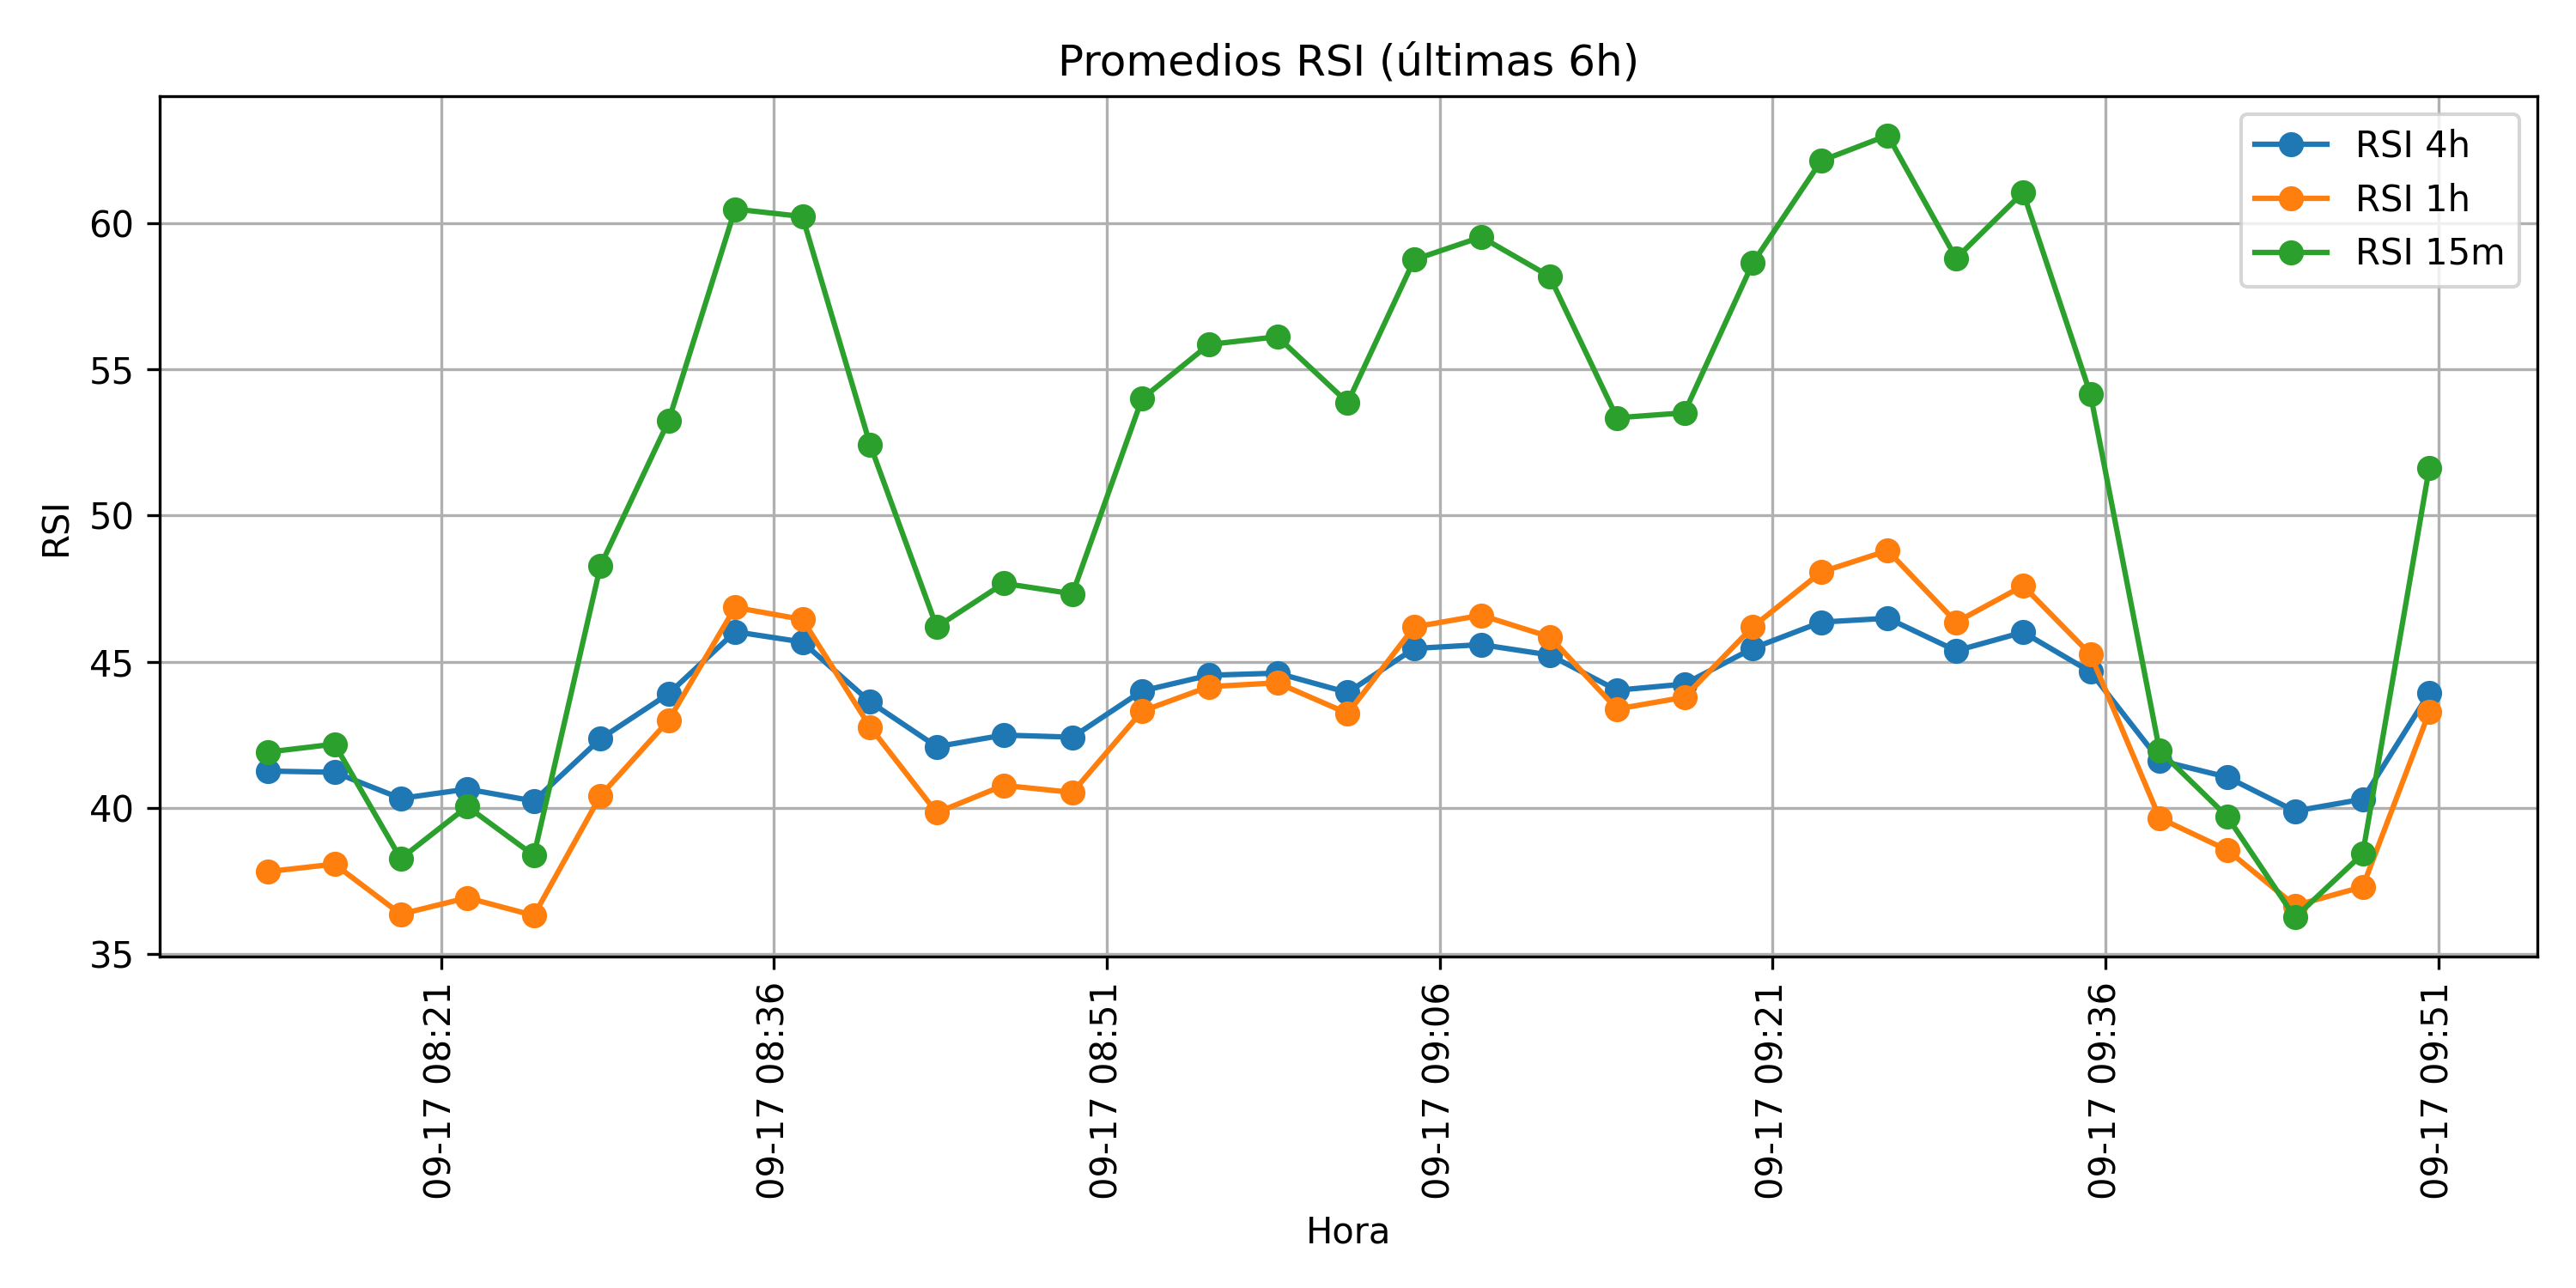 Promedios RSI (últimas 6h)
RSI 4h
RSI 1h
RSI 15m
RSI
60
55
50
45
40
35
09-17 08:21
09-17 08:36
09-17 08:51
09-17 09:06
09-17 09:21
09-17 09:36
09-17 09:51
Hora